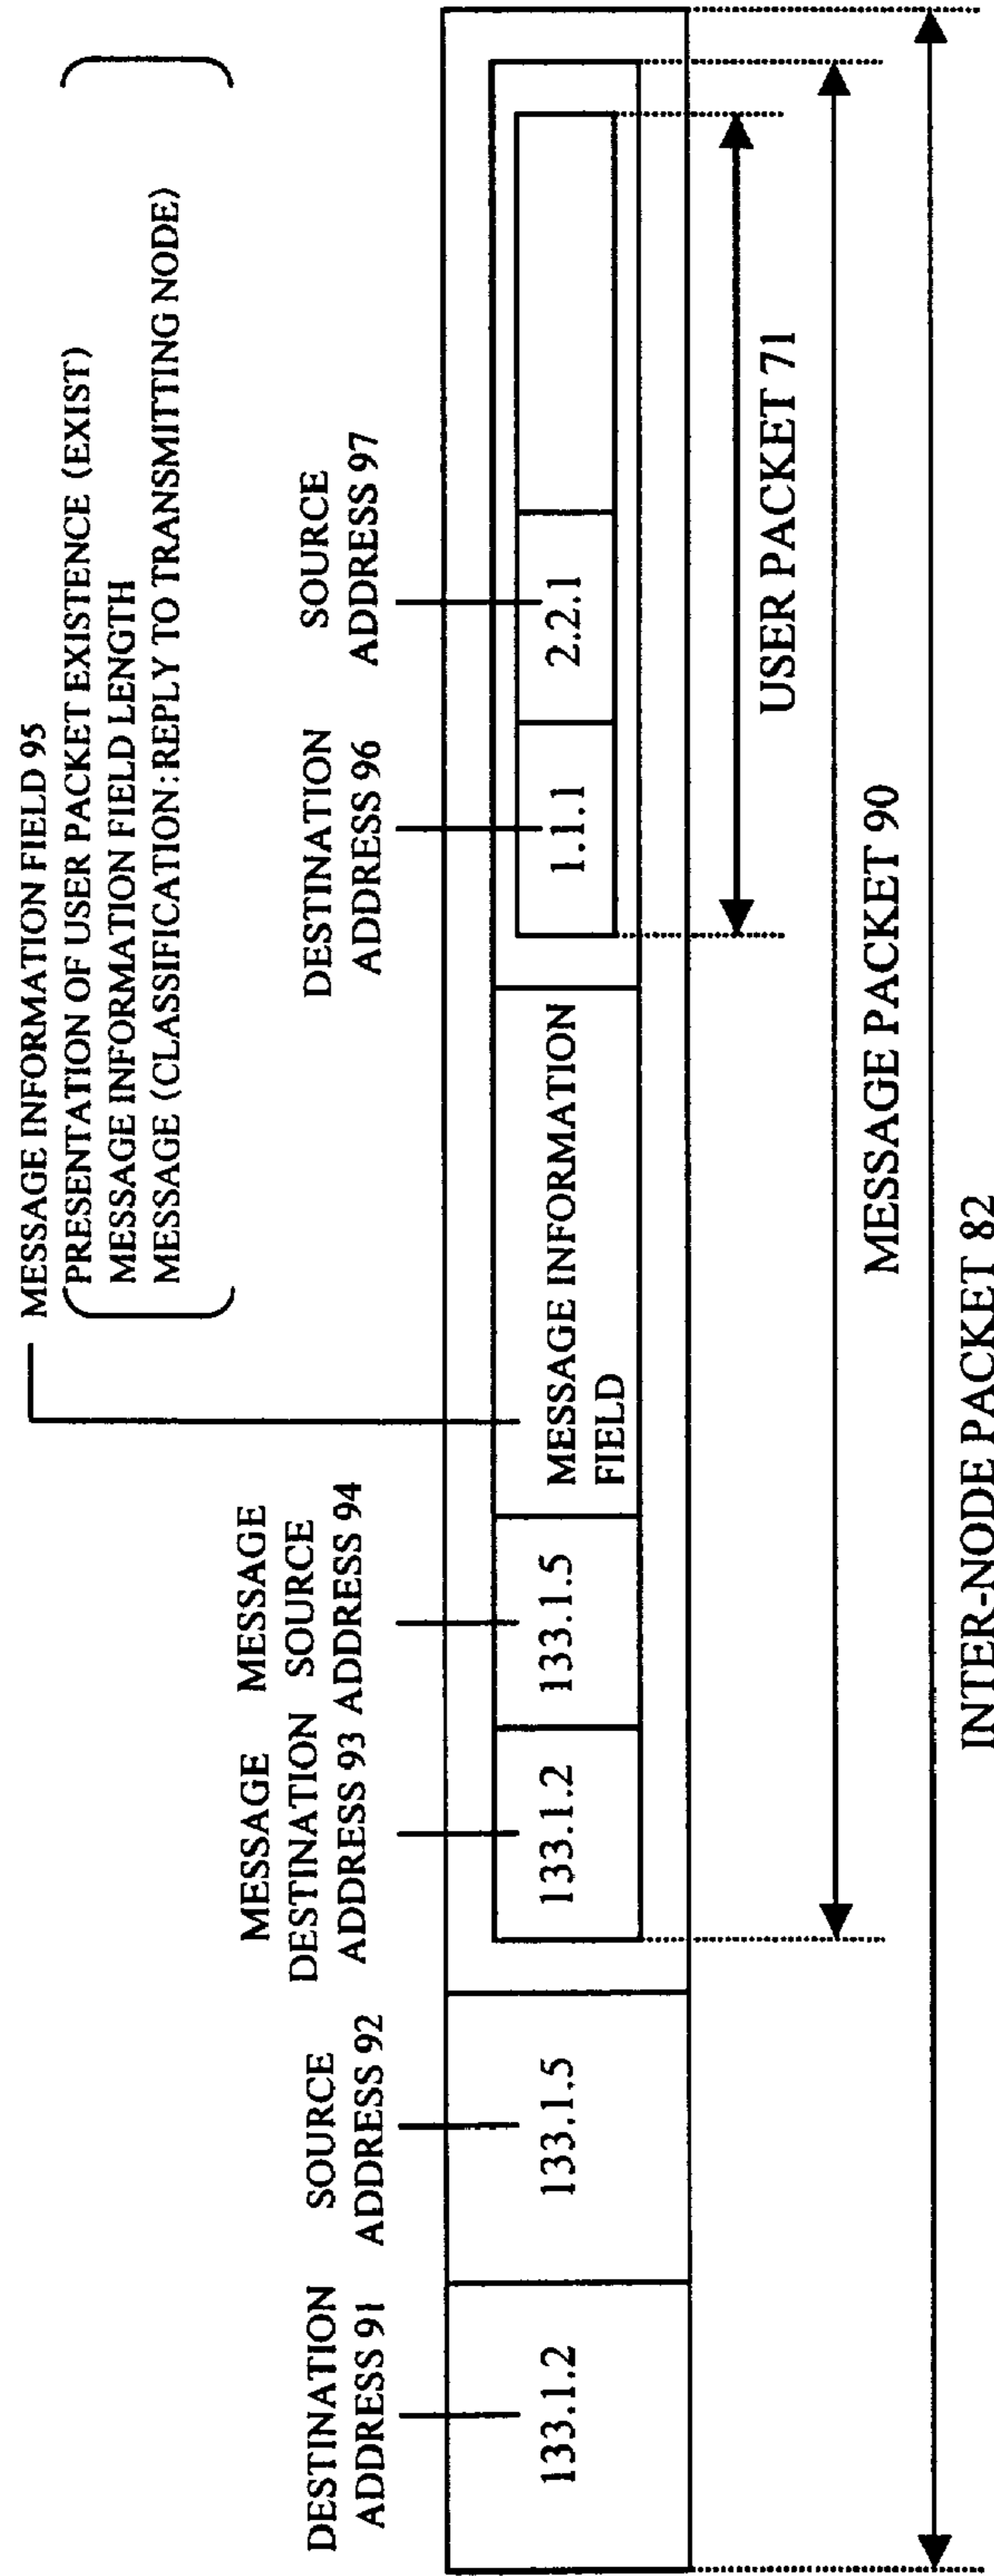 MESSAGE INFORMATION FIELD 95
PRESENTATION OF USER PACKET EXISTENCE (EXIST)
MESSAGE INFORMATION FIELD LENGTH
MESSAGE (CLASSIFICATION:REPLY TO TRANSMITTING NODE)
DESTINATION
ADDRESS 91
SOURCE
ADDRESS 92
MESSAGE
DESTINATION
ADDRESS 93
MESSAGE
SOURCE
ADDRESS 94
DESTINATION
ADDRESS 96
SOURCE
ADDRESS 97
133.1.2
133.1.5
133.1.2
133.1.5
MESSAGE INFORMATION
FIELD
1.1.1
2.2.1
USER PACKET 71
MESSAGE PACKET 90
INTER-NODE PACKET 82